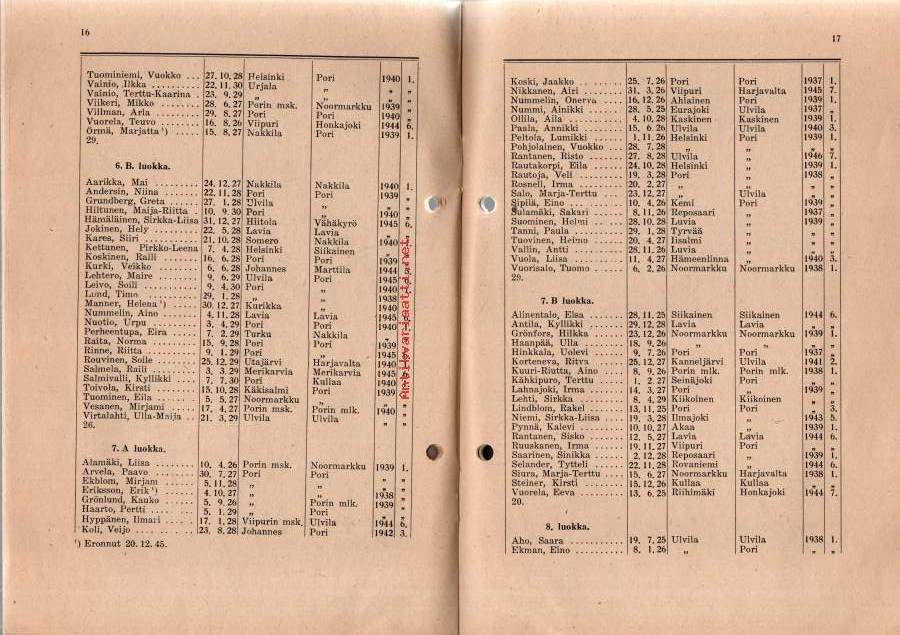 16
Tuominiemi, Vuokko ... 27. 10. 28 Helsinki Pori 1940 1.
Vainio, Ilkka ......... 22. 11. 30 Urjala „ „ „
Vainio, Terttu-Kaarina . 23. 9. 29 „ „ „ „
Viikeri, Mikko ........ 28. 6. 27 Porin msk. Noormarkku 1939 „
Villman, Arla ......... 29. 8. 27 Pori Pori 1940 „
Vuorela, Teuvo ........ 16. 8. 26 Viipuri Honkajoki 1944 6.
Örmä, Marjatta ¹) ..... 15. 8. 27 Nakkila Pori 1939 1.
29.
6. B. luokka.
Aarikka, Mai ......... 24. 12. 27 Nakkila Nakkila 1940 1.
Andersin, Niina ....... 22. 11. 28 Pori Pori 1939 „
Grundberg, Greta ...... 27. 1. 28 Ulvila „ „ „
Hiltunen, Maija-Riitta . 10. 9. 30 Pori „ 1940 „
Hämäläinen, Sirkka-Liisa 31. 12. 27 Hiitola Vähäkyrö 1945 6.
Jokinen, Hely ......... 22. 5. 28 Lavia Lavia „
Kares, Siiri .......... 21. 10. 28 Somero Nakkila 1940
Kettunen, Pirkko-Leena 7. 4. 28 Helsinki Siikainen „
Koskinen, Raili ....... 16. 6. 28 Pori Pori 1939
Kurki, Veikko ......... 6. 6. 28 Johannes Marttila 1944
Lehtero, Maire ........ 9. 6. 29 Ulvila Pori 1945
Leivo, Soili .......... 9. 4. 30 Pori „ 1940
Lund, Timo ............ 29. 1. 28 „ „ 1938
Manner, Helena ¹) ..... 30. 12. 27 Kurikka „ 1940
Nummelin, Aino ........ 4. 11. 28 Lavia Lavia 1945
Nuotio, Urpu .......... 3. 4. 29 Pori Pori 1940
Perheentupa, Eira ..... 7. 2. 29 Turku Nakkila „
Raita, Norma .......... 15. 9. 28 Pori Pori 1939
Rinne, Riitta ......... 9. 1. 29 Pori „ 1945
Rouvinen, Soile ....... 25. 12. 29 Utajärvi Harjavalta 1940
Salmela, Raili ........ 3. 3. 29 Merikarvia Merikarvia 1945
Salmivalli, Kyllikki .... 7. 7. 30 Pori Kullaa 1940
Toivola, Kirsti ....... 15. 10. 28 Käkisalmi Pori 1939
Tuominen, Eila ........ 5. 5. 27 Noormarkku „ „ „
Vesanen, Mirjami ...... 17. 4. 27 Porin msk. Porin mlk. 1940 „
Virtalahti, Ulla-Maija .. 21. 3. 29 Ulvila Ulvila „ „
26.
7. A luokka.
Alamäki, Liisa ........ 10. 4. 26 Porin msk. Noormarkku 1939 1.
Arvela, Paavo ......... 30. 7. 27 Pori Pori „ „
Ekblom, Mirjam ........ 5. 11. 28 „ „ „ „
Eriksson, Erik ¹) ..... 4. 10. 27 „ „ 1938 „
Grönlund, Kauko ....... 5. 9. 26 „ Porin mlk. 1939 „
Haarto, Pertti ........ 5. 1. 29 „ Pori „ „
Hyppänen, Ilmari ...... 17. 1. 28 Viipurin msk. Ulvila 1944 6.
Koli, Veijo ........... 23. 8. 28 Johannes Pori 1942 3.
¹) Eronnut 20. 12. 45.
17
Koski, Jaakko ......... 25. 7. 26 Pori Pori 1937 1.
Nikkanen, Airi ........ 31. 3. 26 Viipuri Harjavalta 1945 7.
Nummelin, Onerva ...... 16. 12. 26 Ahlainen Pori 1939 1.
Nummi, Ainikki ........ 28. 5. 25 Eurajoki Ulvila 1937 „
Ollila, Aila .......... 4. 10. 28 Kaskinen Kaskinen 1939 1.
Paala, Annikki ........ 15. 6. 26 Ulvila Ulvila 1940 3.
Peltola, Lumikki ...... 1. 11. 26 Helsinki Pori 1939 1.
Pohjolainen, Vuokko ... 28. 7. 28 „ „ „ „
Rantanen, Risto ....... 27. 8. 28 Ulvila „ 1946 7.
Rautakorpi, Eila ...... 24. 10. 28 Helsinki „ 1939 1.
Rautoja, Veli ......... 19. 3. 28 Pori „ 1938 „
Rosnell, Irma ......... 20. 2. 27 „ „ „ „
Salo, Marja-Terttu .... 23. 12. 27 „ Ulvila „ „
Sipilä, Eino .......... 10. 4. 26 Kemi Pori 1939 „
Sulamäki, Sakari ...... 8. 11. 26 Reposaari „ 1937 „
Suominen, Helmi ....... 28. 10. 28 Luvia „ 1939 „
Tanni, Paula .......... 29. 1. 28 Tyrvää „ „ „
Tuovinen, Heimo ....... 20. 4. 27 Iisalmi „ „ „
Vallin, Antti ......... 28. 11. 26 Luvia „ „ „
Vuola, Liisa .......... 11. 4. 27 Hämeenlinna „ 1940 3.
Vuorisalo, Tuomo ...... 6. 2. 26 Noormarkku Noormarkku 1938 1.
29.
7. B luokka.
Alinentalo, Elsa ...... 28. 11. 25 Siikainen Siikainen 1944 6.
Antila, Kyllikki ...... 29. 12. 28 Lavia Lavia „ „
Grönfors, Hilkka ...... 23. 12. 26 Noormarkku Noormarkku 1939 1.
Haanpää, Ulla ......... 18. 9. 26 „ „ „ „
Hinkkala, Uolevi ...... 9. 7. 26 Pori Pori 1937 „
Korteneva, Ritva ...... 25. 12. 26 Kanneljärvi Ulvila 1941 2.
Kuuri-Riutta, Aino .... 8. 9. 26 Porin mlk. Porin mlk. 1938 1.
Kähkipuro, Terttu ..... 1. 2. 27 Seinäjoki Pori „ „
Lahnajoki, Irma ....... 14. 3. 27 Pori „ 1939 „
Lehti, Sirkka ......... 8. 4. 29 Kiikoinen Kiikoinen „ „
Lindblom, Rakel ....... 13. 11. 25 Pori Pori „ 3.
Niemi, Sirkka-Liisa ... 19. 3. 28 Ilmajoki „ 1943 5.
Pynnä, Kalevi ......... 10. 10. 27 Akaa „ 1939 1.
Rantanen, Sisko ....... 12. 5. 27 Lavia Lavia 1944 6.
Ruuskanen, Irma ....... 19. 11. 27 Viipuri Pori „ „
Saarinen, Sinikka ..... 2. 12. 28 Reposaari „ 1939 1.
Selander, Tytteli ..... 22. 11. 28 Rovaniemi „ 1944 6.
Siura, Marja-Terttu ... 15. 6. 27 Noormarkku Harjavalta 1938 1.
Steiner, Kirsti ....... 15. 12. 26 Kullaa Kullaa „ „
Vuorela, Eeva ......... 13. 6. 25 Riihimäki Honkajoki 1944 7.
20.
8. luokka.
Aho, Saara ............ 19. 7. 25 Ulvila Ulvila 1938 1.
Ekman, Eino ........... 8. 1. 26 „ Pori „ „